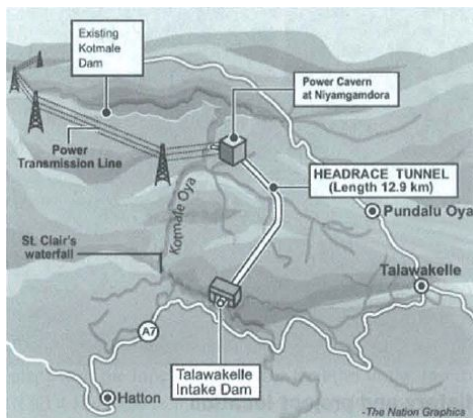 Existing
Kotmale
Dam
Power Cavern
at Niyamgamdora
Power
Transmission Line
HEADRACE TUNNEL
(Length 12.9 km)
Kotmale Oya
Pundalu Oya
St. Clair's
waterfall
Talawakelle
A7
Talawakelle
Intake Dam
Hatton
-The Nation Graphics